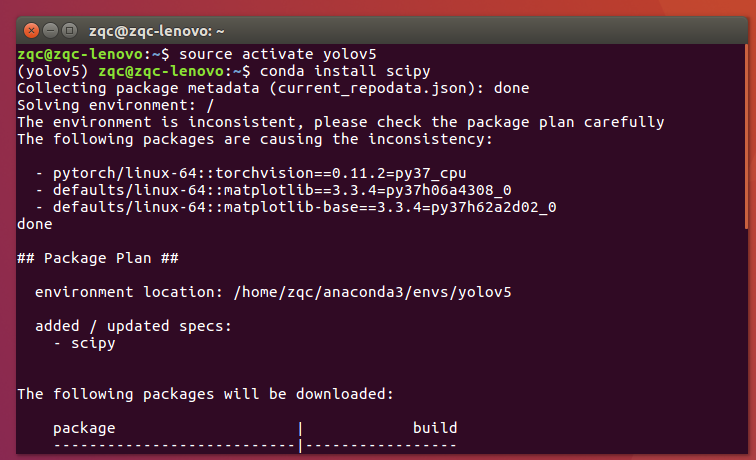 zqc@zqc-lenovo: ~
zqc@zqc-lenovo:~$ source activate yolov5
(yolov5) zqc@zqc-lenovo:~$ conda install scipy
Collecting package metadata (current_repodata.json): done
Solving environment: /
The environment is inconsistent, please check the package plan carefully
The following packages are causing the inconsistency:
  - pytorch/linux-64::torchvision==0.11.2=py37_cpu
  - defaults/linux-64::matplotlib==3.3.4=py37h06a4308_0
  - defaults/linux-64::matplotlib-base==3.3.4=py37h62a2d02_0
done
## Package Plan ##
  environment location: /home/zqc/anaconda3/envs/yolov5
  added / updated specs:
    - scipy
The following packages will be downloaded:
    package                    |            build
    ---------------------------|-----------------